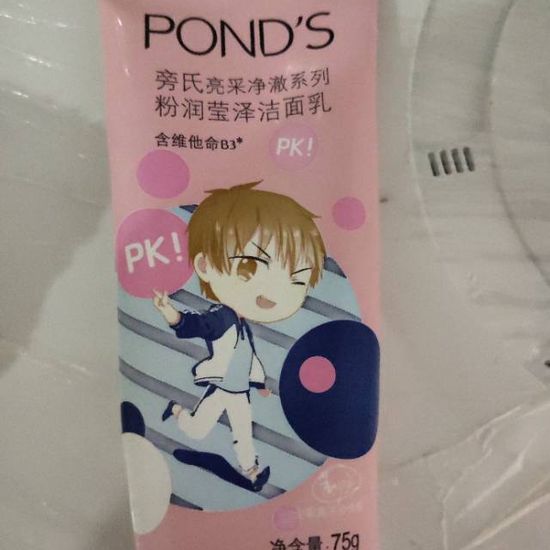 POND'S
旁氏亮采净澈系列
粉润莹泽洁面乳
含维他命B3*
PK!
PK!
净含量:75g